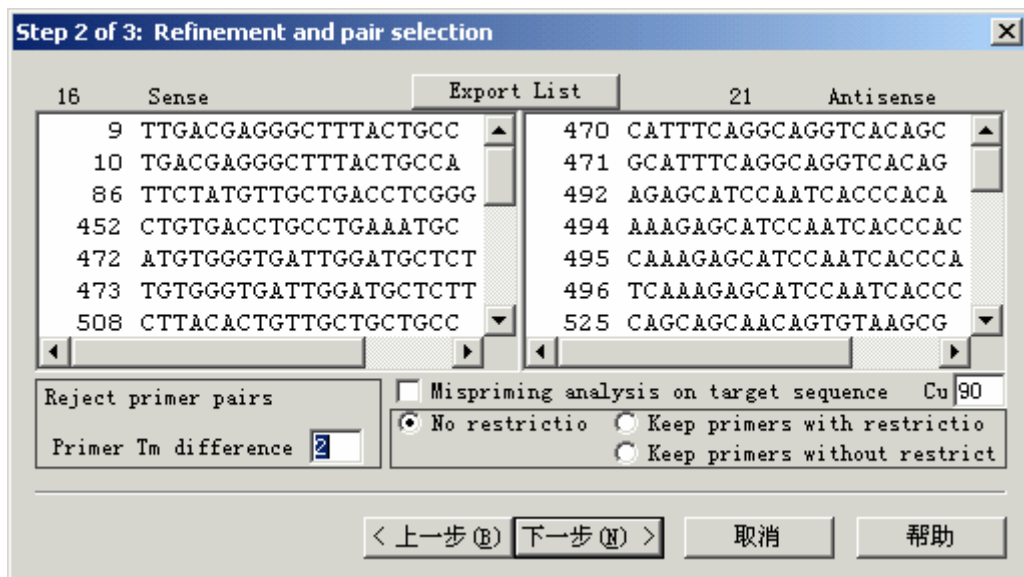 Step 2 of 3: Refinement and pair selection
16 Sense Export List 21 Antisense
9 TTGACGAGGGCTTTACTGCC
10 TGACGAGGGCTTTACTGCCA
86 TTCTATGTTGCTGACCTCGGG
452 CTGTGACCTGCCTGAAATGC
472 ATGTGGGTGATTGGATGCTCT
473 TGTGGGTGATTGGATGCTCTT
508 CTTACACTGTTGCTGCTGCC
470 CATTTCAGGCAGGTCACAGC
471 GCATTTCAGGCAGGTCACAG
492 AGAGCATCCAATCACCCACA
494 AAAGAGCATCCAATCACCCAC
495 CAAAGAGCATCCAATCACCCA
496 TCAAAGAGCATCCAATCACCC
525 CAGCAGCAACAGTGTAAGCG
Reject primer pairs
Primer Tm difference 2
Mispriming analysis on target sequence Cu 90
No restrictio Keep primers with restrictio
Keep primers without restrict
< 上一步(B) 下一步(N) > 取消 帮助